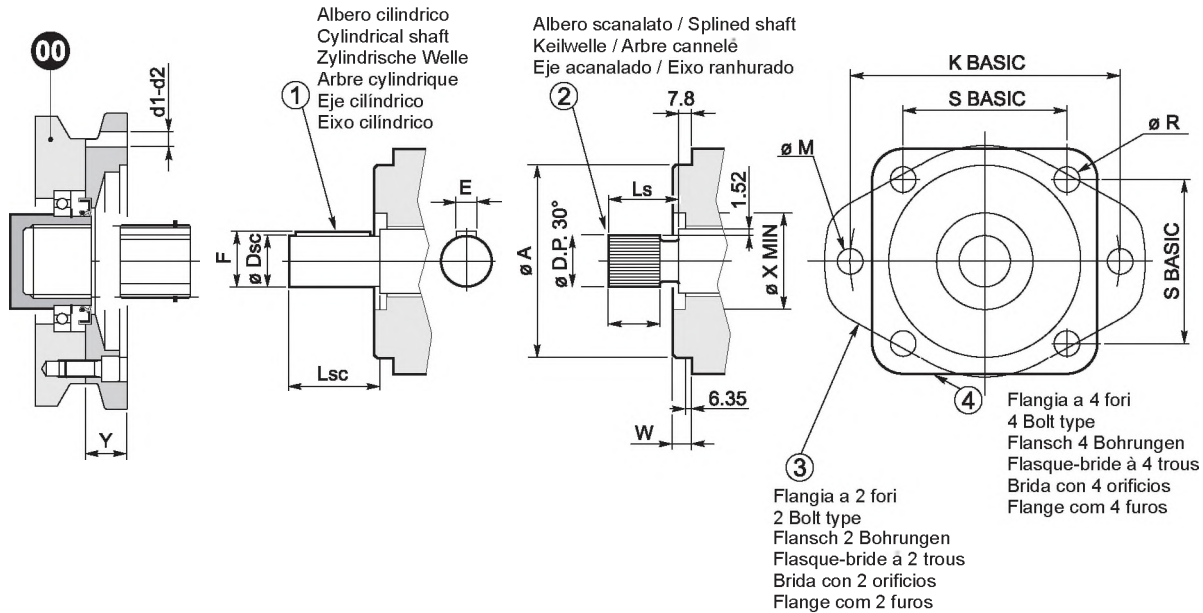 00
d1-d2
Y
Albero cilindrico
Cylindrical shaft
Zylindrische Welle
Arbre cylindrique
Eje cilíndrico
Eixo cilíndrico
1
F
ø Dsc
E
Lsc
Albero scanalato / Splined shaft
Keilwelle / Arbre cannelé
Eje acanalado / Eixo ranhurado
2
7.8
Ls
1.52
ø A
ø D.P. 30°
ø X MIN
6.35
W
K BASIC
S BASIC
ø R
ø M
S BASIC
3
Flangia a 2 fori
2 Bolt type
Flansch 2 Bohrungen
Flasque-bride à 2 trous
Brida con 2 orificios
Flange com 2 furos
4
Flangia a 4 fori
4 Bolt type
Flansch 4 Bohrungen
Flasque-bride à 4 trous
Brida con 4 orificios
Flange com 4 furos